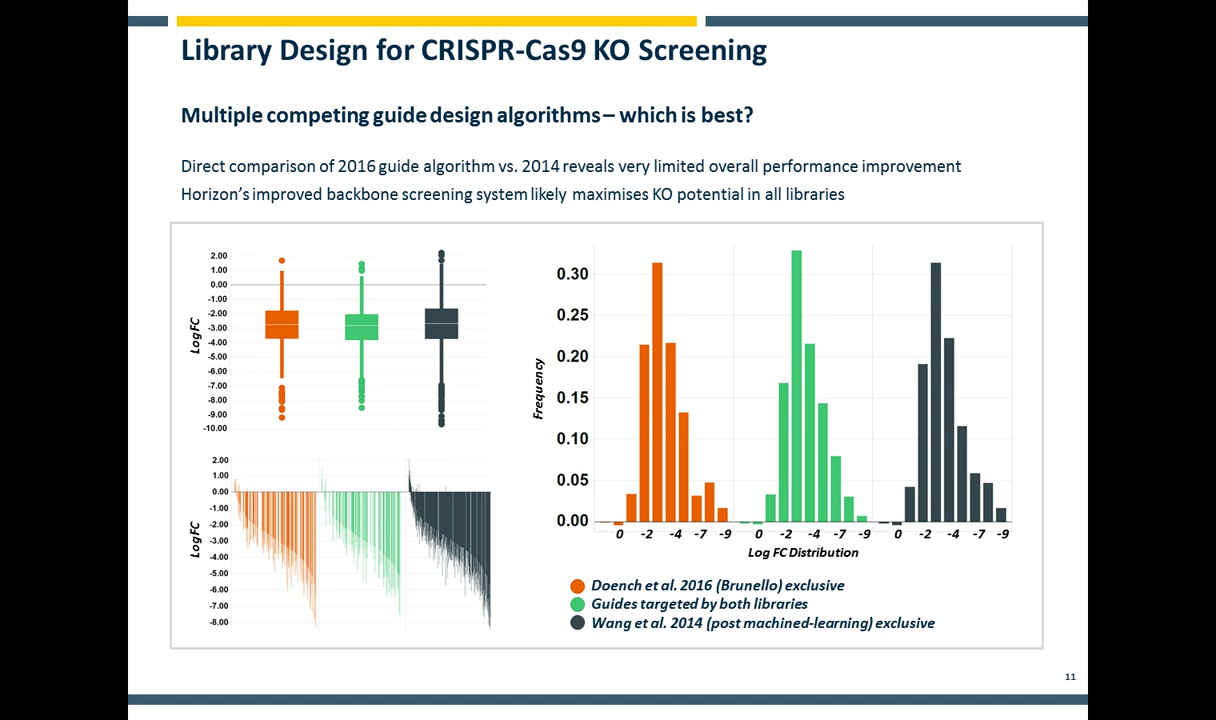 Library Design for CRISPR-Cas9 KO Screening
Multiple competing guide design algorithms – which is best?
Direct comparison of 2016 guide algorithm vs. 2014 reveals very limited overall performance improvement
Horizon's improved backbone screening system likely maximises KO potential in all libraries
LogFC
2.00
1.00
0.00
-1.00
-2.00
-3.00
-4.00
-5.00
-6.00
-7.00
-8.00
-9.00
-10.00
LogFC
2.00
1.00
0.00
-1.00
-2.00
-3.00
-4.00
-5.00
-6.00
-7.00
-8.00
Frequency
0.30
0.25
0.20
0.15
0.10
0.05
0.00
0 -2 -4 -7 -9 0 -2 -4 -7 -9 0 -2 -4 -7 -9
Log FC Distribution
Doench et al. 2016 (Brunello) exclusive
Guides targeted by both libraries
Wang et al. 2014 (post machined-learning) exclusive
11